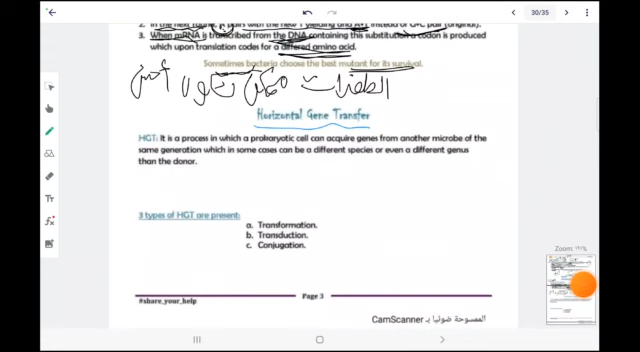 30/35
2. In the next round, pairs with the new T yielding and A+T instead of G+C pair (original).
3. When mRNA is transcribed from the DNA containing this substitution a codon is produced
which upon translation codes for a differed amino acid.
Sometimes bacteria choose the best mutant for its survival.
الطفرات ممكن تكون أحسن
Horizontal Gene Transfer
HGT: It is a process in which a prokaryotic cell can acquire genes from another microbe of the
same generation which in some cases can be a different species or even a different genus
than the donor.
3 types of HGT are present:
a. Transformation.
b. Transduction.
c. Conjugation.
#share_your_help
Page 3
الممسوحة ضوئيا بـ CamScanner